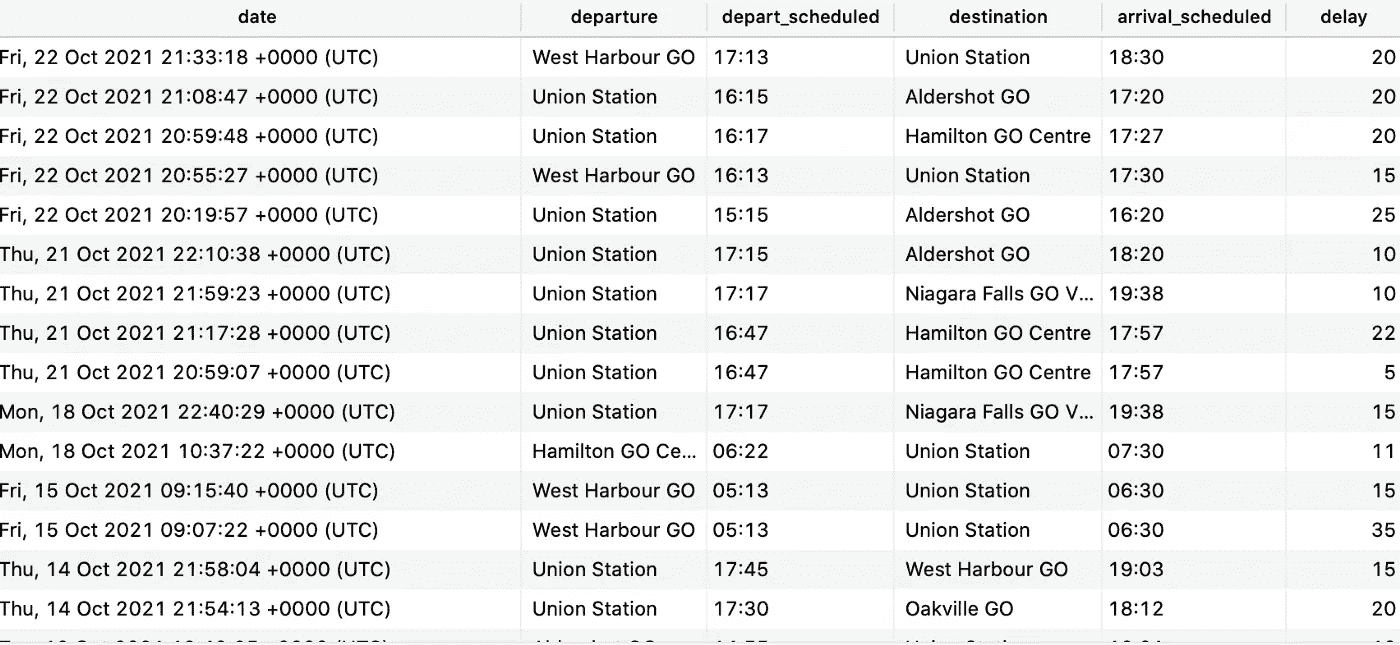 date departure depart_scheduled destination arrival_scheduled delay
Fri, 22 Oct 2021 21:33:18 +0000 (UTC) West Harbour GO 17:13 Union Station 18:30 20
Fri, 22 Oct 2021 21:08:47 +0000 (UTC) Union Station 16:15 Aldershot GO 17:20 20
Fri, 22 Oct 2021 20:59:48 +0000 (UTC) Union Station 16:17 Hamilton GO Centre 17:27 20
Fri, 22 Oct 2021 20:55:27 +0000 (UTC) West Harbour GO 16:13 Union Station 17:30 15
Fri, 22 Oct 2021 20:19:57 +0000 (UTC) Union Station 15:15 Aldershot GO 16:20 25
Thu, 21 Oct 2021 22:10:38 +0000 (UTC) Union Station 17:15 Aldershot GO 18:20 10
Thu, 21 Oct 2021 21:59:23 +0000 (UTC) Union Station 17:17 Niagara Falls GO V... 19:38 10
Thu, 21 Oct 2021 21:17:28 +0000 (UTC) Union Station 16:47 Hamilton GO Centre 17:57 22
Thu, 21 Oct 2021 20:59:07 +0000 (UTC) Union Station 16:47 Hamilton GO Centre 17:57 5
Mon, 18 Oct 2021 22:40:29 +0000 (UTC) Union Station 17:17 Niagara Falls GO V... 19:38 15
Mon, 18 Oct 2021 10:37:22 +0000 (UTC) Hamilton GO Ce... 06:22 Union Station 07:30 11
Fri, 15 Oct 2021 09:15:40 +0000 (UTC) West Harbour GO 05:13 Union Station 06:30 15
Fri, 15 Oct 2021 09:07:22 +0000 (UTC) West Harbour GO 05:13 Union Station 06:30 35
Thu, 14 Oct 2021 21:58:04 +0000 (UTC) Union Station 17:45 West Harbour GO 19:03 15
Thu, 14 Oct 2021 21:54:13 +0000 (UTC) Union Station 17:30 Oakville GO 18:12 20